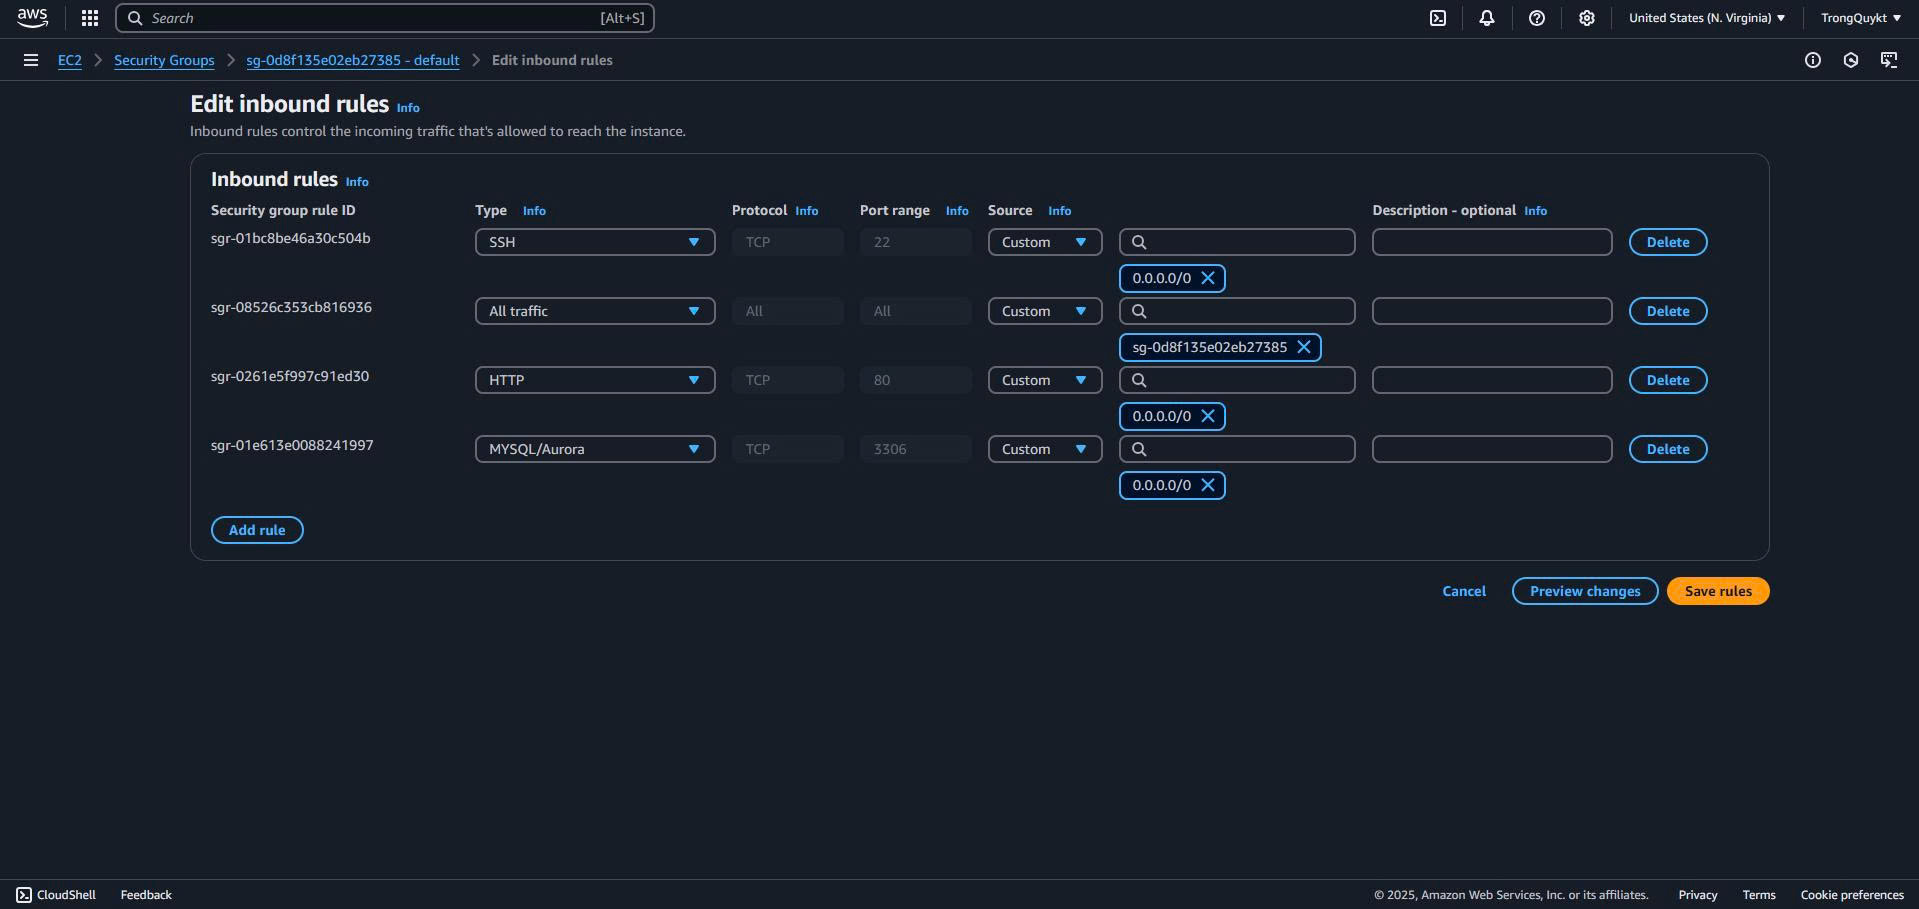 aws
Search [Alt+S] United States (N. Virginia) TrongQuykt
EC2 Security Groups sg-0d8f135e02eb27385 - default Edit inbound rules
Edit inbound rules Info
Inbound rules control the incoming traffic that's allowed to reach the instance.
Inbound rules Info
Security group rule ID Type Info Protocol Info Port range Info Source Info Description - optional Info
sgr-01bc8be46a30c504b SSH TCP 22 Custom Delete
0.0.0.0/0
sgr-08526c353cb816936 All traffic All All Custom Delete
sg-0d8f135e02eb27385
sgr-0261e5f997c91ed30 HTTP TCP 80 Custom Delete
0.0.0.0/0
sgr-01e613e0088241997 MYSQL/Aurora TCP 3306 Custom Delete
0.0.0.0/0
Add rule
Cancel Preview changes Save rules
CloudShell Feedback © 2025, Amazon Web Services, Inc. or its affiliates. Privacy Terms Cookie preferences